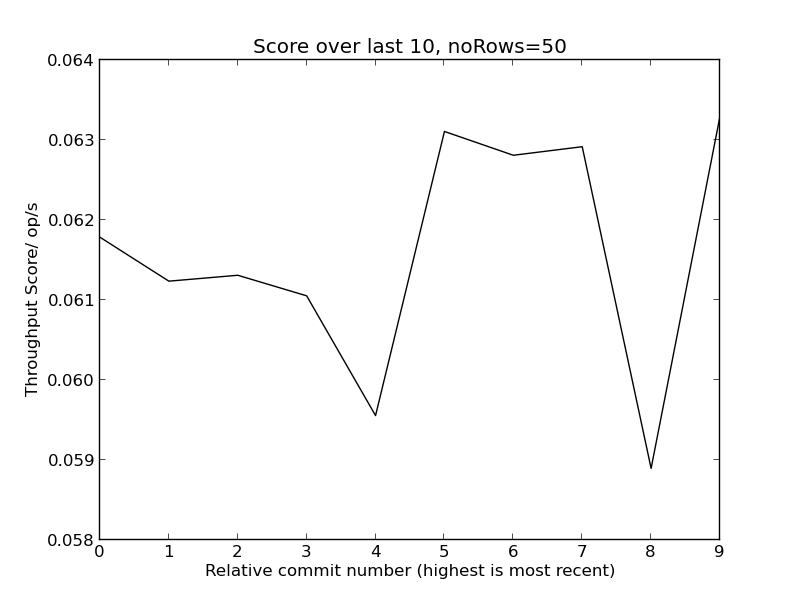 Score over last 10, noRows=50
0.064
0.063
0.062
0.061
0.060
0.059
0.058
Throughput Score/ op/s
0 1 2 3 4 5 6 7 8 9
Relative commit number (highest is most recent)